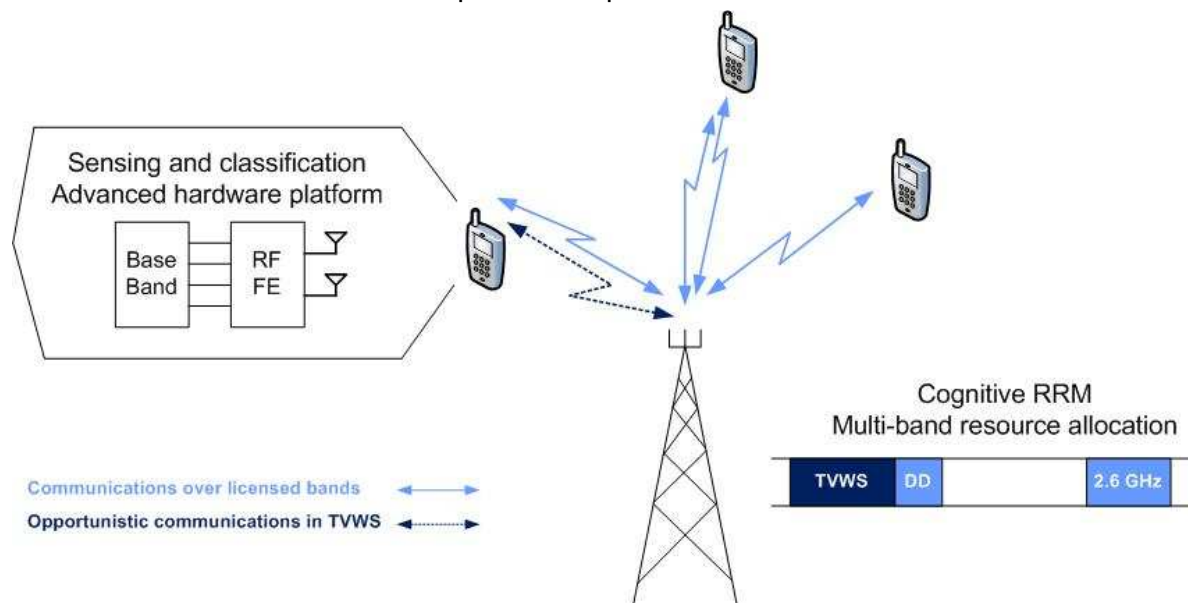 Sensing and classification
Advanced hardware platform
Base
Band
RF
FE
Cognitive RRM
Multi-band resource allocation
TVWS
DD
2.6 GHz
Communications over licensed bands
Opportunistic communications in TVWS